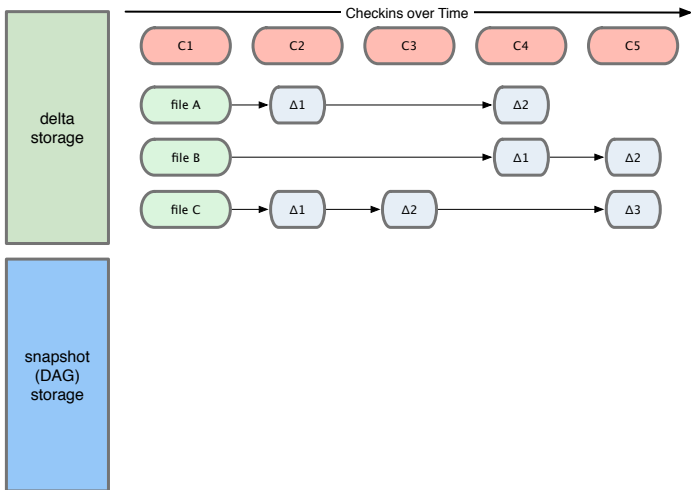 Checkins over Time
C1 C2 C3 C4 C5
delta
storage
file A Δ1 Δ2
file B Δ1 Δ2
file C Δ1 Δ2 Δ3
snapshot
(DAG)
storage